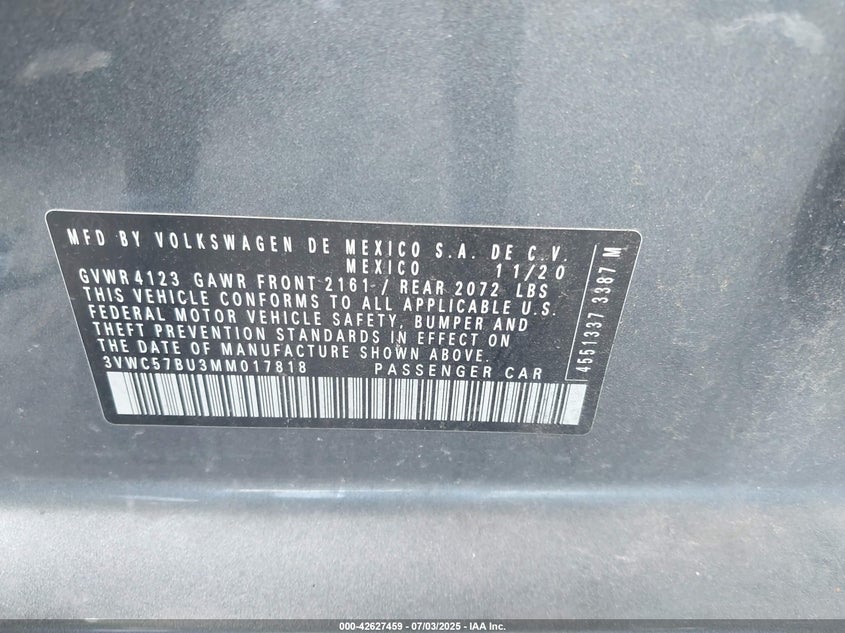 MFD BY VOLKSWAGEN DE MEXICO S.A. DE C.V.
MEXICO 11/20
GVWR 4123 GAWR FRONT 2161 / REAR 2072 LBS
THIS VEHICLE CONFORMS TO ALL APPLICABLE U.S.
FEDERAL MOTOR VEHICLE SAFETY, BUMPER AND
THEFT PREVENTION STANDARDS IN EFFECT ON
THE DATE OF MANUFACTURE SHOWN ABOVE.
3VWC57BU3MM017818 PASSENGER CAR
4551337 3387 M
000-42627459 - 07/03/2025 - IAA Inc.